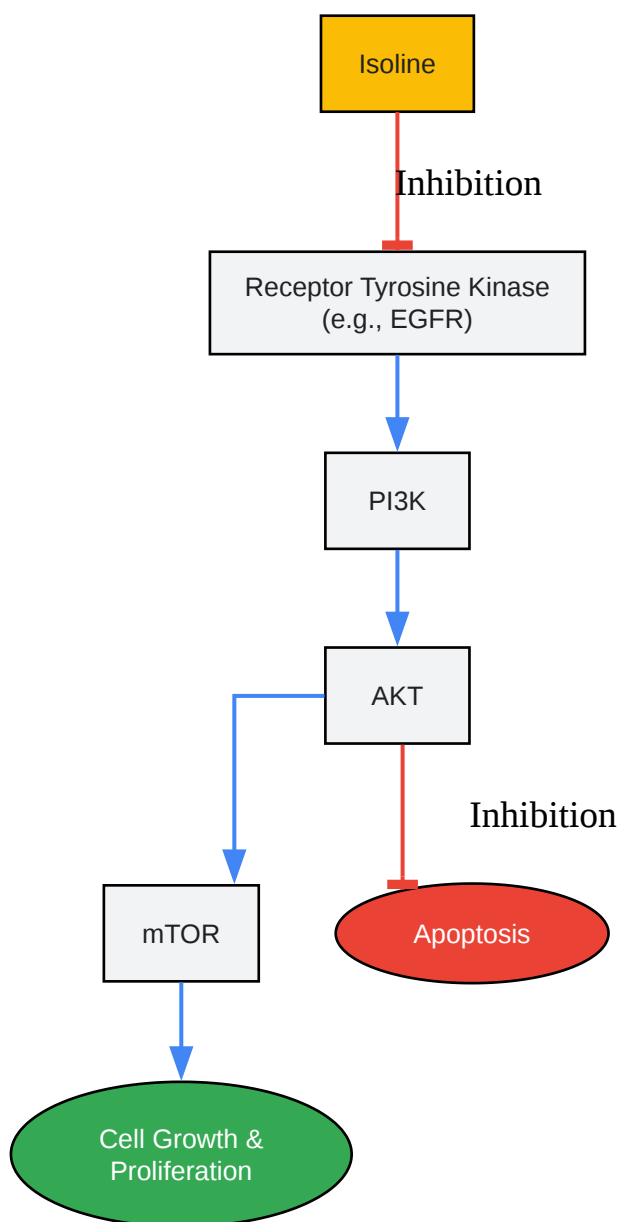 Isoline
Inhibition
Receptor Tyrosine Kinase
(e.g., EGFR)
PI3K
AKT
Inhibition
mTOR
Apoptosis
Cell Growth &
Proliferation